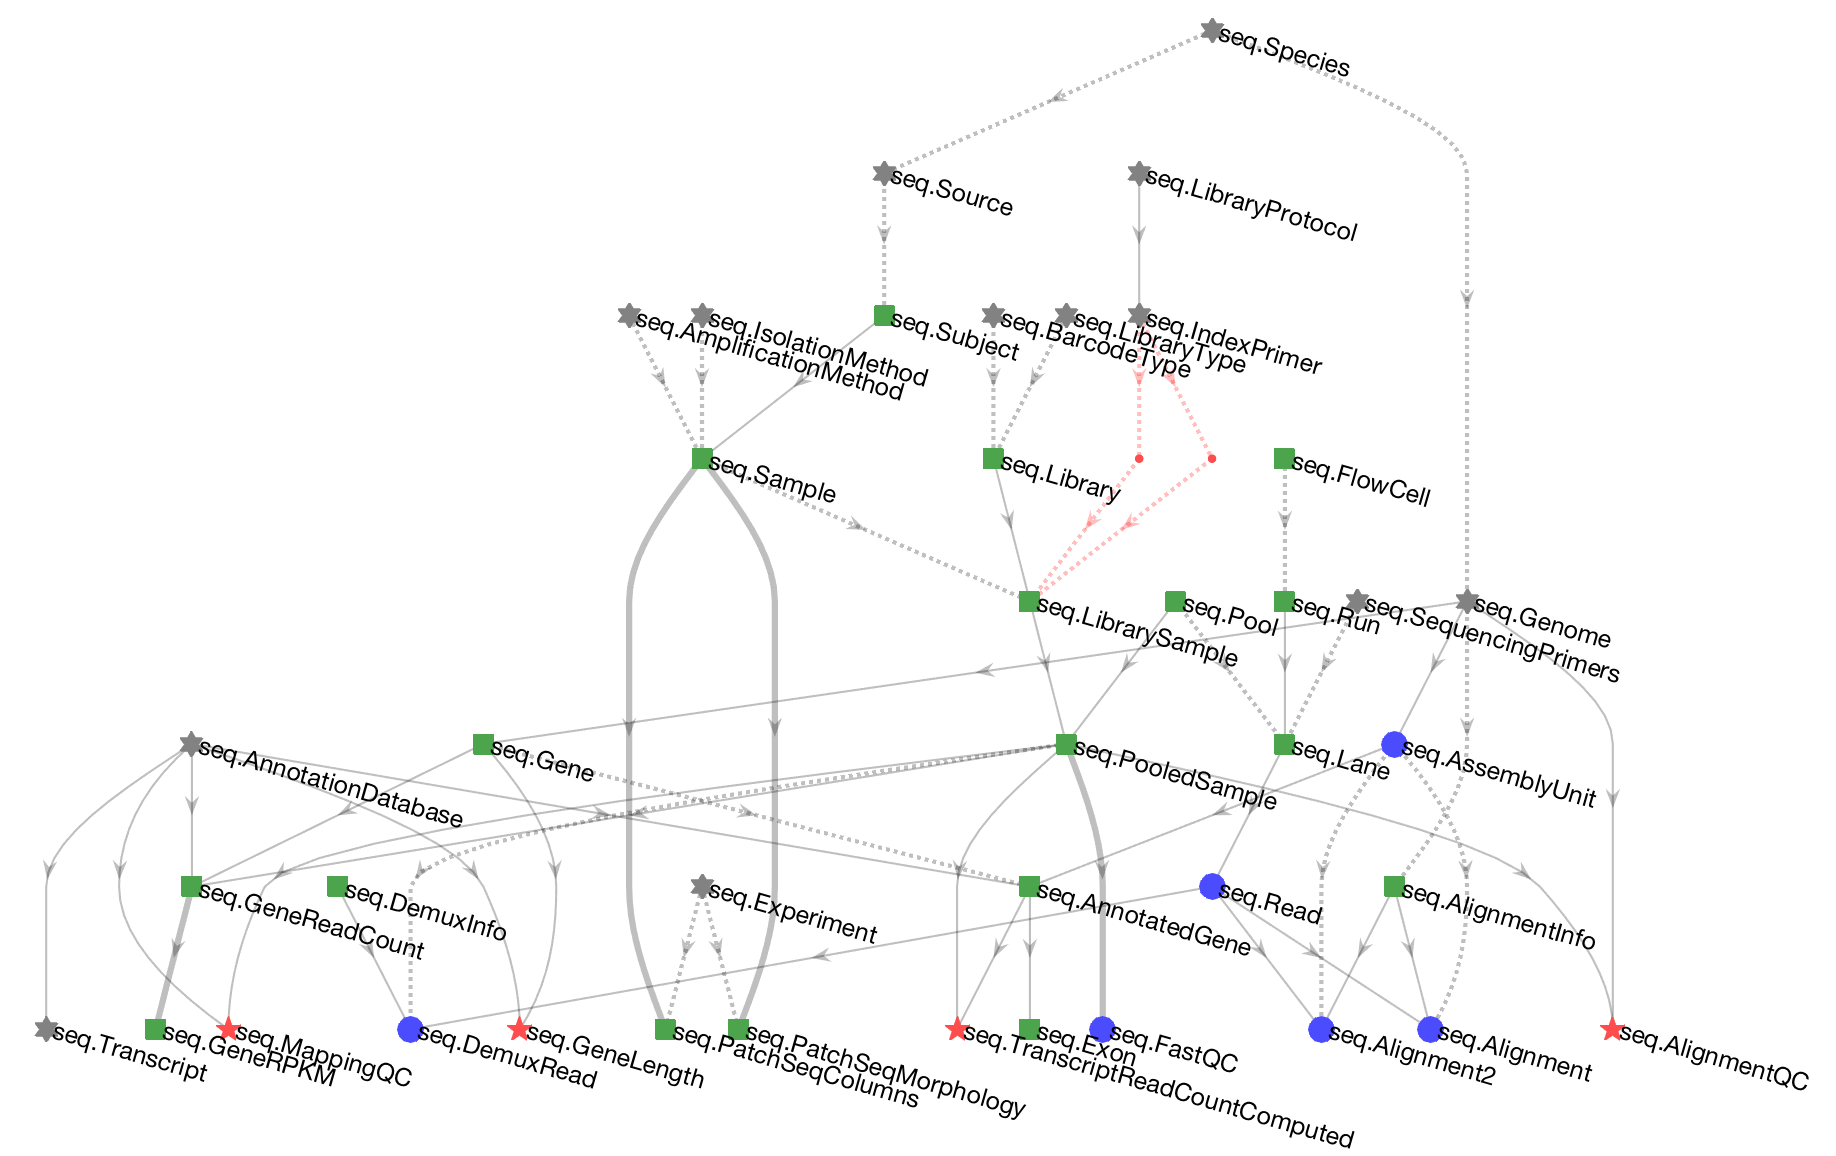 seq.Species
seq.Source
seq.LibraryProtocol
seq.AmplificationMethod
seq.IsolationMethod
seq.Subject
seq.BarcodeType
seq.LibraryType
seq.IndexPrimer
seq.Sample
seq.Library
seq.FlowCell
seq.LibrarySample
seq.Pool
seq.Run
seq.SequencingPrimers
seq.Genome
seq.AnnotationDatabase
seq.Gene
seq.PooledSample
seq.Lane
seq.AssemblyUnit
seq.GeneReadCount
seq.DemuxInfo
seq.Experiment
seq.AnnotatedGene
seq.Read
seq.AlignmentInfo
seq.Transcript
seq.GeneRPKM
seq.MappingQC
seq.DemuxRead
seq.GeneLength
seq.PatchSeqColumns
seq.PatchSeqMorphology
seq.TranscriptReadCountComputed
seq.Exon
seq.FastQC
seq.Alignment2
seq.Alignment
seq.AlignmentQC